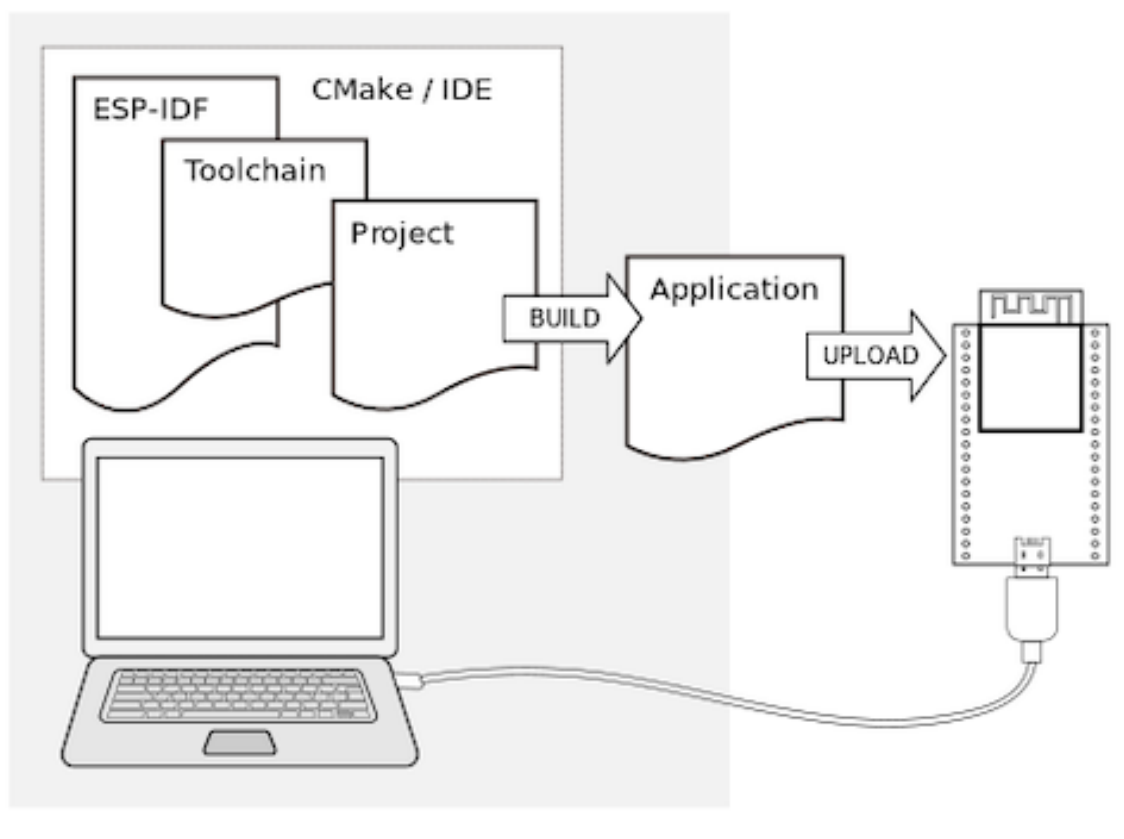 ESP-IDF
CMake / IDE
Toolchain
Project
BUILD
Application
UPLOAD